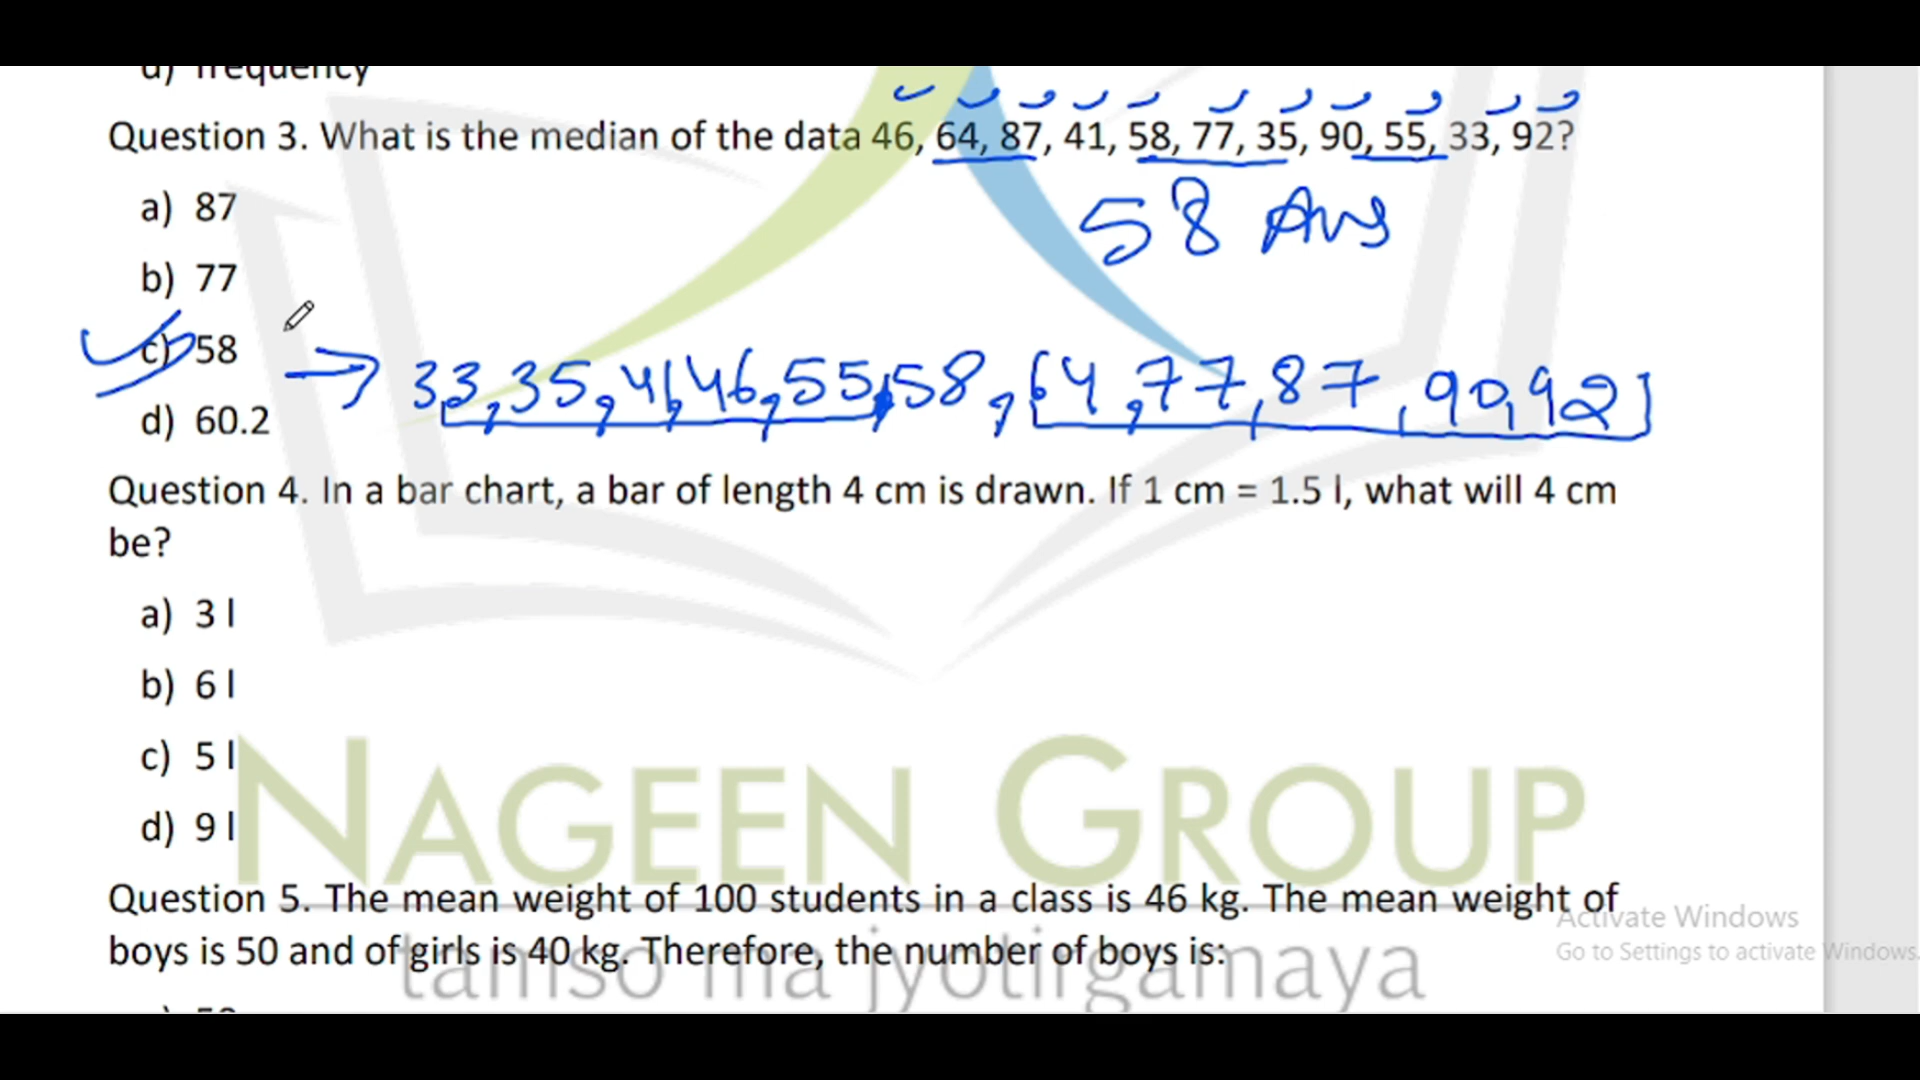 d) frequency
Question 3. What is the median of the data 46, 64, 87, 41, 58, 77, 35, 90, 55, 33, 92?
a) 87
58 Ans
b) 77
c) 58
33, 35, 41, 46, 55, 58, 64, 77, 87, 90, 92
d) 60.2
Question 4. In a bar chart, a bar of length 4 cm is drawn. If 1 cm = 1.5 l, what will 4 cm
be?
a) 3 l
b) 6 l
c) 5 l
d) 9 l
NAGEEN GROUP
Question 5. The mean weight of 100 students in a class is 46 kg. The mean weight of
boys is 50 and of girls is 40 kg. Therefore, the number of boys is:
tamso ma jyotirgamaya
Activate Windows
Go to Settings to activate Windows.